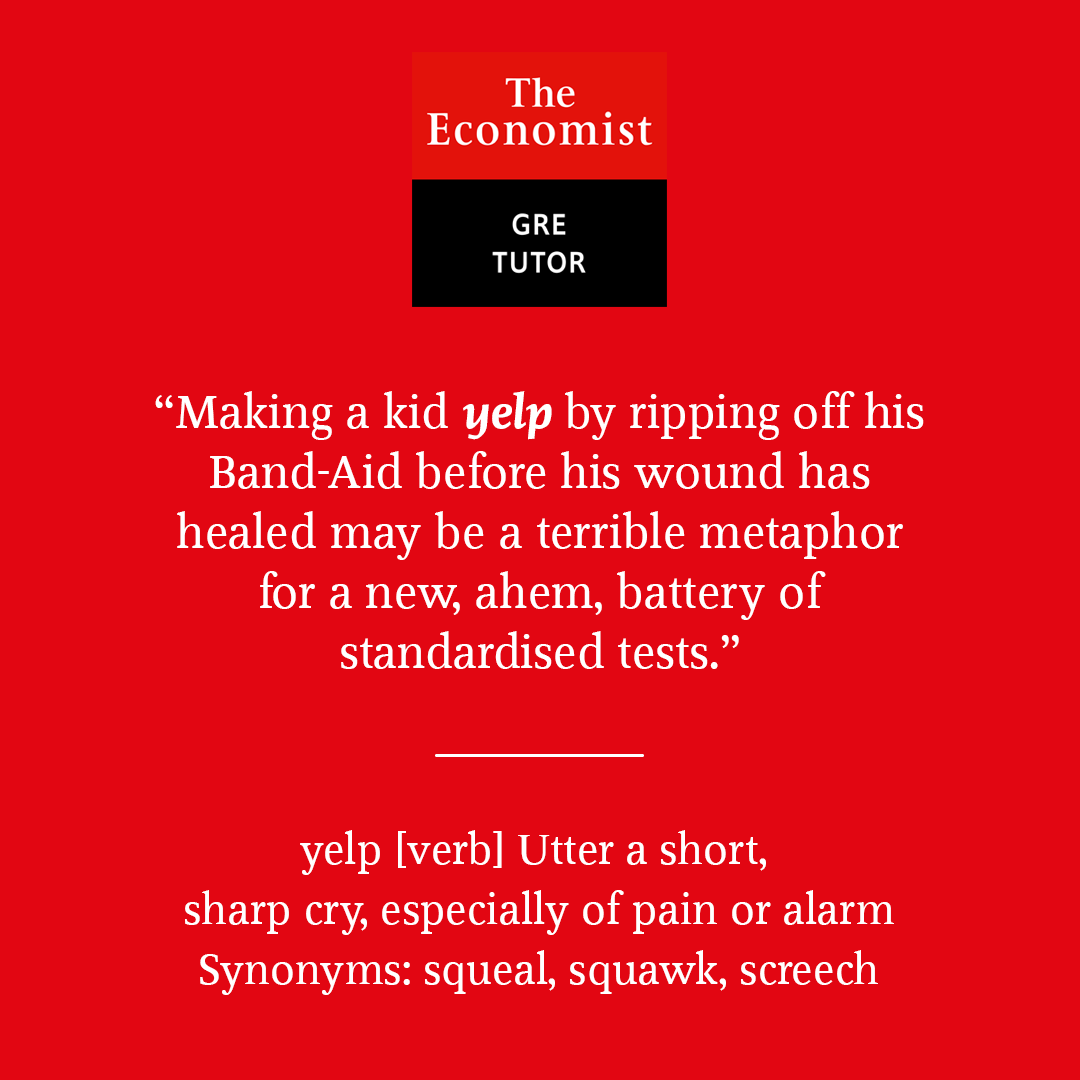 The
Economist
GRE
TUTOR
“Making a kid yelp by ripping off his
Band-Aid before his wound has
healed may be a terrible metaphor
for a new, ahem, battery of
standardised tests.”
yelp [verb] Utter a short,
sharp cry, especially of pain or alarm
Synonyms: squeal, squawk, screech